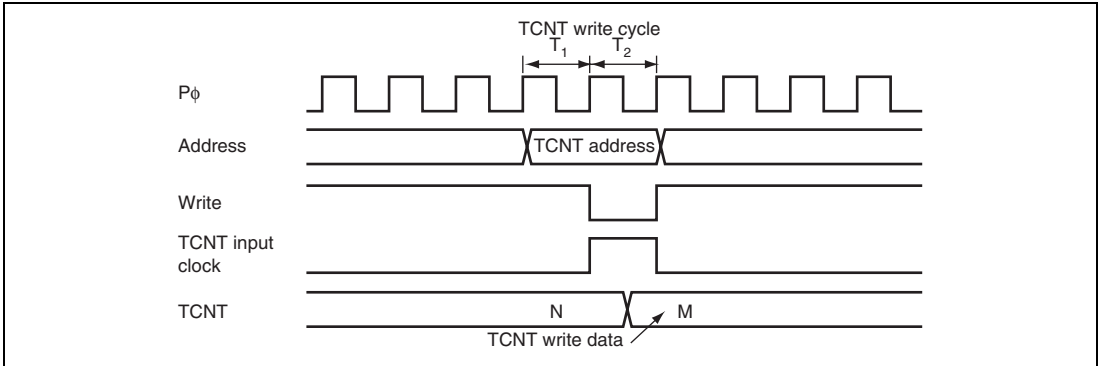 TCNT write cycle
T1 T2
Pϕ
Address
TCNT address
Write
TCNT input
clock
TCNT
N
M
TCNT write data